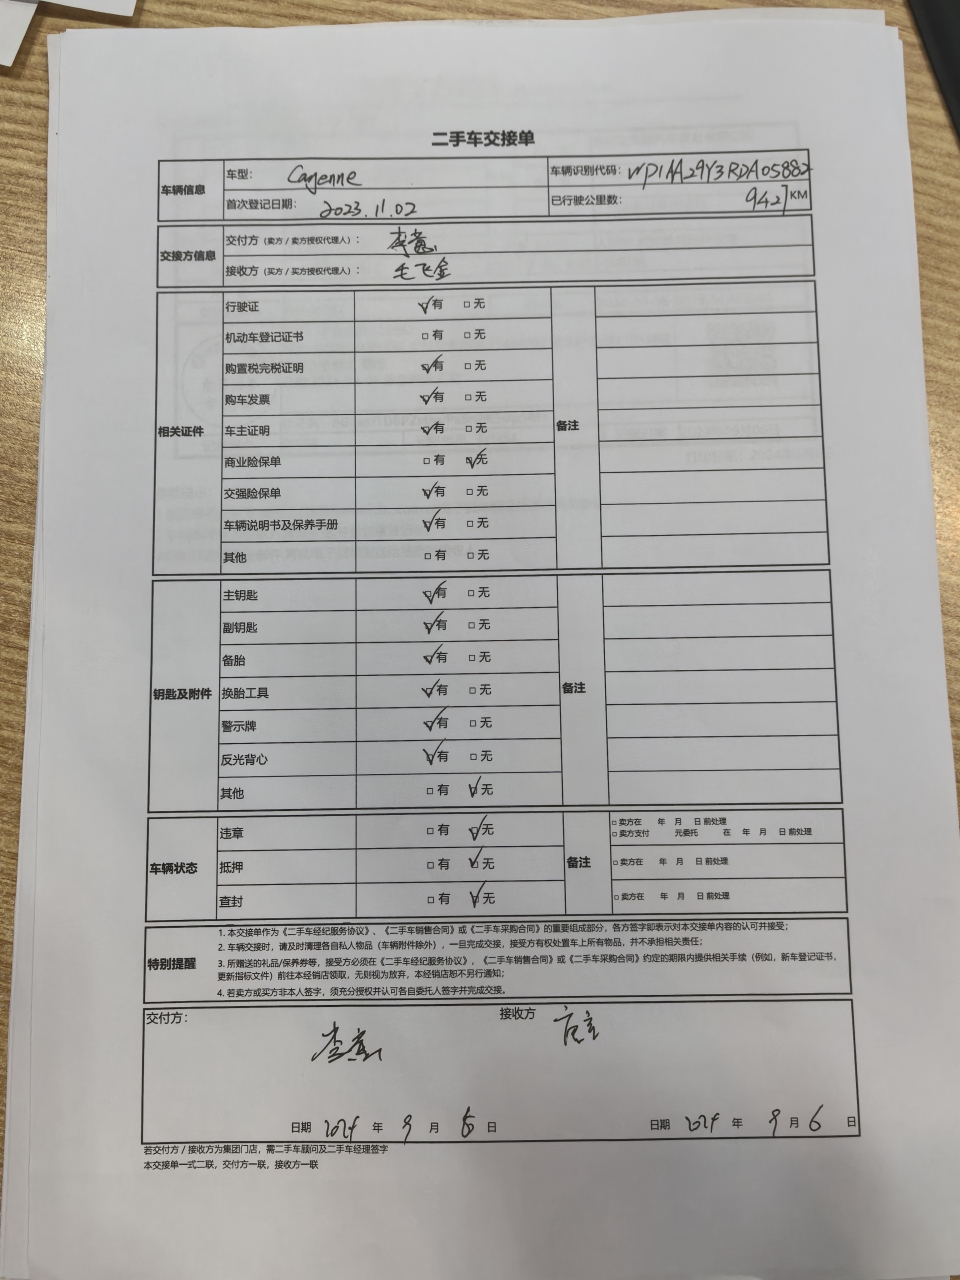 二手车交接单
车辆信息 车型: Cayenne 车辆识别代码: WP1AA29Y3RDA05882
首次登记日期: 2023.11.02 已行驶公里数: 9427 KM
交接方信息 交付方（卖方 / 卖方授权代理人）: 李意
接收方（买方 / 买方授权代理人）: 毛飞金
相关证件 备注
行驶证 ☑有 □无
机动车登记证书 □有 □无
购置税完税证明 ☑有 □无
购车发票 ☑有 □无
车主证明 ☑有 □无
商业险保单 □有 ☑无
交强险保单 ☑有 □无
车辆说明书及保养手册 ☑有 □无
其他 □有 □无
钥匙及附件 备注
主钥匙 ☑有 □无
副钥匙 ☑有 □无
备胎 ☑有 □无
换胎工具 ☑有 □无
警示牌 ☑有 □无
反光背心 ☑有 □无
其他 □有 ☑无
车辆状态 备注
违章 □有 ☑无 □ 卖方在 年 月 日 前处理
□ 卖方支付 元委托 在 年 月 日 前处理
抵押 □有 ☑无 □ 卖方在 年 月 日 前处理
查封 □有 ☑无 □ 卖方在 年 月 日 前处理
特别提醒
1. 本交接单作为《二手车经纪服务协议》、《二手车销售合同》或《二手车采购合同》的重要组成部分，各方签字即表示对本交接单内容的认可并接受；
2. 车辆交接时，请及时清理各自私人物品（车辆附件除外），一旦完成交接，接受方有权处置车上所有物品，并不承担相关责任；
3. 所赠送的礼品/保养券等，接受方必须在《二手车经纪服务协议》，《二手车销售合同》或《二手车采购合同》约定的期限内提供相关手续（例如，新车登记证书，
更新指标文件）前往本经销店领取，无则视为放弃，本经销店恕不另行通知；
4. 若卖方或买方非本人签字，须充分授权并认可各自委托人签字并完成交接。
交付方: 接收方
李意
日期 2024 年 9 月 日 日期 2024 年 9 月 6 日
若交付方 / 接收方为集团门店，需二手车顾问及二手车经理签字
本交接单一式二联，交付方一联，接收方一联